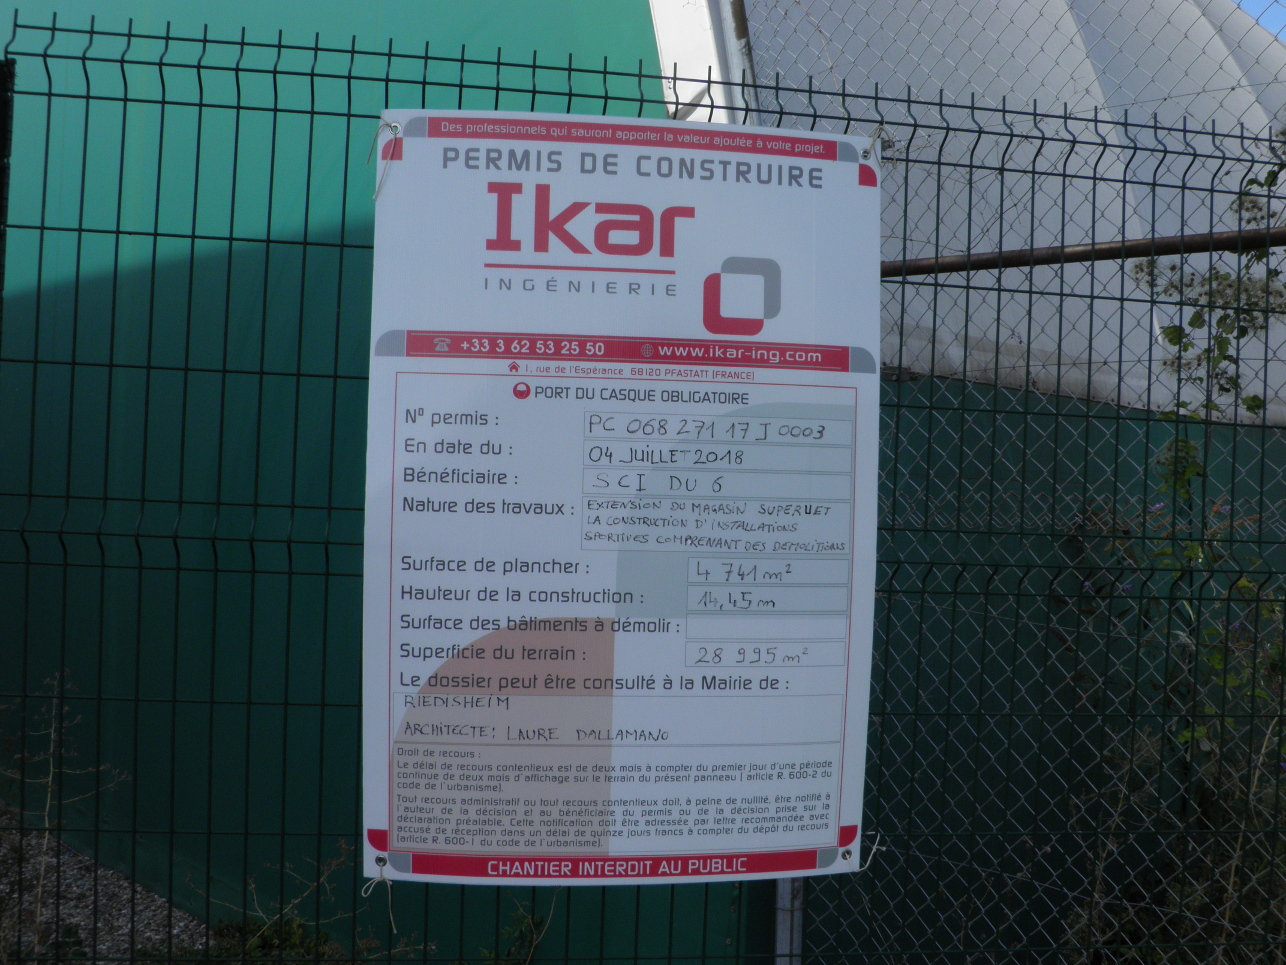 Des professionnels qui sauront apporter la valeur ajoutée à votre projet.
PERMIS DE CONSTRUIRE
Ikar
INGÉNIERIE
+33 3 62 53 25 50 www.ikar-ing.com
1, rue de l'Espérance 68120 PFASTATT (FRANCE)
PORT DU CASQUE OBLIGATOIRE
N° permis : PC 068 271 17 J 0003
En date du : 04 JUILLET 2018
Bénéficiaire : SCI DU 6
Nature des travaux : EXTENSION DU MAGASIN SUPER U ET
LA CONSTRUCTION D'INSTALLATIONS
SPORTIVES COMPRENANT DES DEMOLITIONS
Surface de plancher : 4 741 m²
Hauteur de la construction : 14,45 m
Surface des bâtiments à démolir :
Superficie du terrain : 28 995 m²
Le dossier peut être consulté à la Mairie de :
RIEDISHEIM
ARCHITECTE: LAURE DALLAMANO
Droit de recours :
Le délai de recours contentieux est de deux mois à compter du premier jour d'une période
continue de deux mois d'affichage sur le terrain du présent panneau ( article R. 600-2 du
code de l'urbanisme).
Tout recours administratif ou tout recours contentieux doit, à peine de nullité, être notifié à
l'auteur de la décision et au bénéficiaire du permis ou de la décision prise sur la
déclaration préalable. Cette notification doit être adressée par lettre recommandée avec
accusé de réception dans un délai de quinze jours francs à compter du dépôt du recours
(article R. 600-1 du code de l'urbanisme).
CHANTIER INTERDIT AU PUBLIC